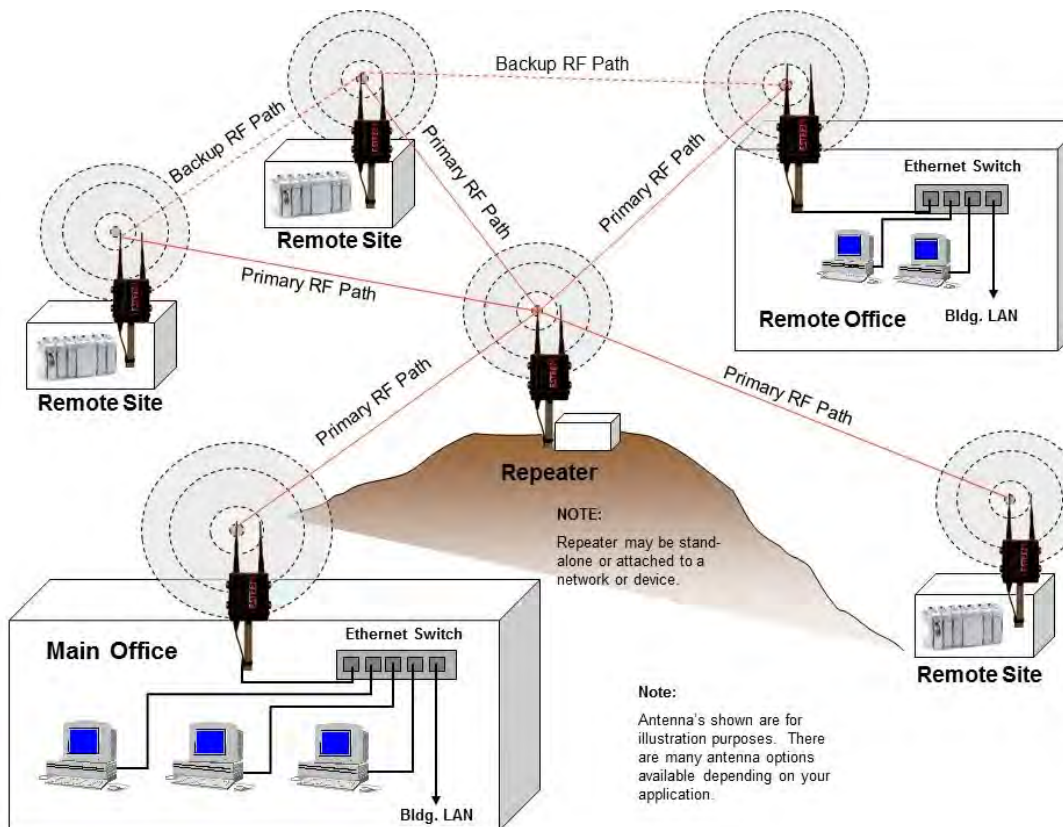 Backup RF Path
Backup RF Path
Primary RF Path
Primary RF Path
Ethernet Switch
Remote Site
Primary RF Path
Remote Office
Bldg. LAN
Remote Site
Primary RF Path
Primary RF Path
Repeater
NOTE:
Repeater may be stand-
alone or attached to a
network or device.
Main Office
Ethernet Switch
Remote Site
Note:
Antenna's shown are for
illustration purposes. There
are many antenna options
available depending on your
application.
Bldg. LAN